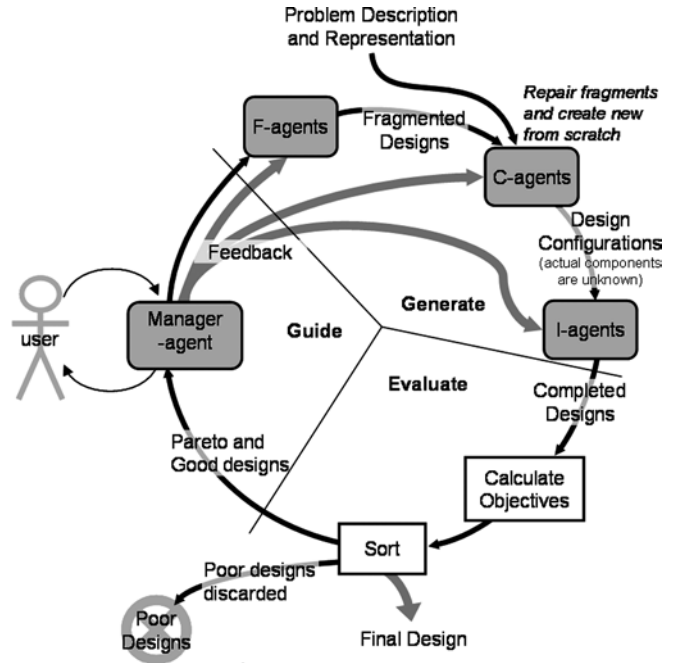 Problem Description
and Representation
Repair fragments
and create new
from scratch
F-agents
Fragmented
Designs
C-agents
Design
Configurations
(actual components
are unknown)
Feedback
Generate
Guide
Manager
-agent
user
I-agents
Evaluate
Completed
Designs
Pareto and
Good designs
Calculate
Objectives
Sort
Poor designs
discarded
Poor
Designs
Final Design